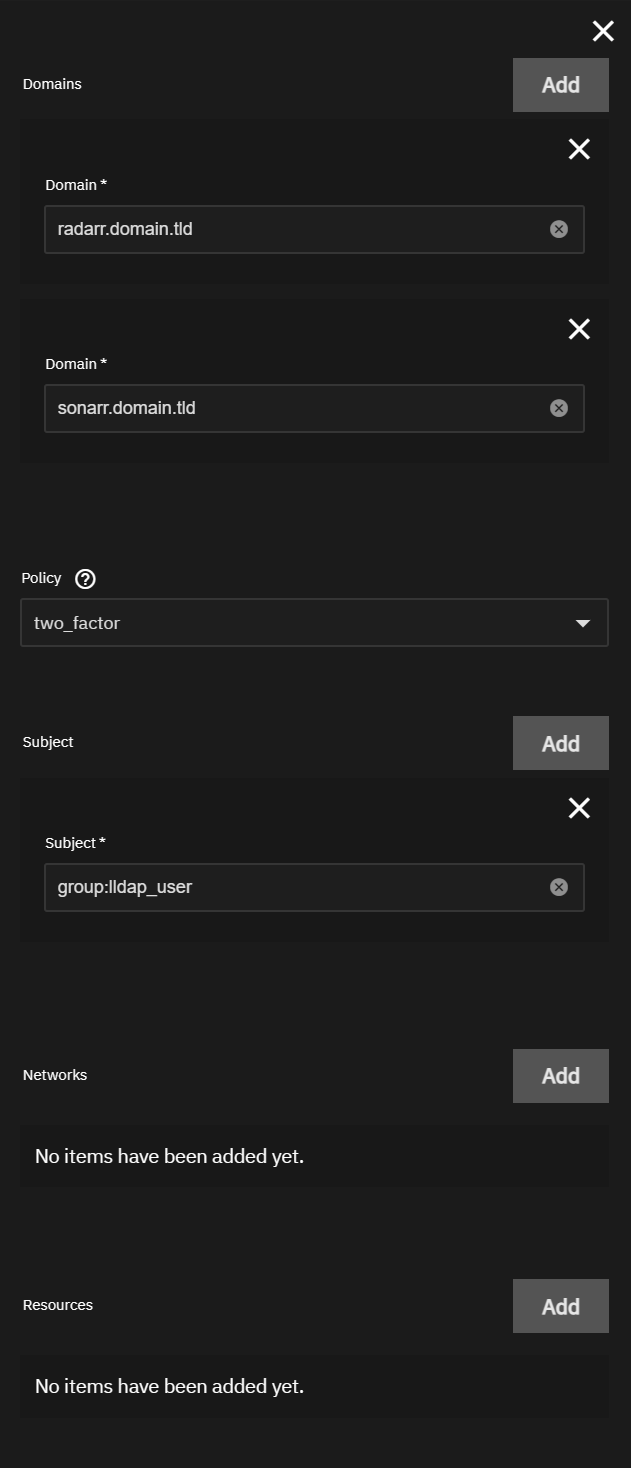 Domains
Add
Domain *
radarr.domain.tld
Domain *
sonarr.domain.tld
Policy
two_factor
Subject
Add
Subject *
group:lldap_user
Networks
Add
No items have been added yet.
Resources
Add
No items have been added yet.